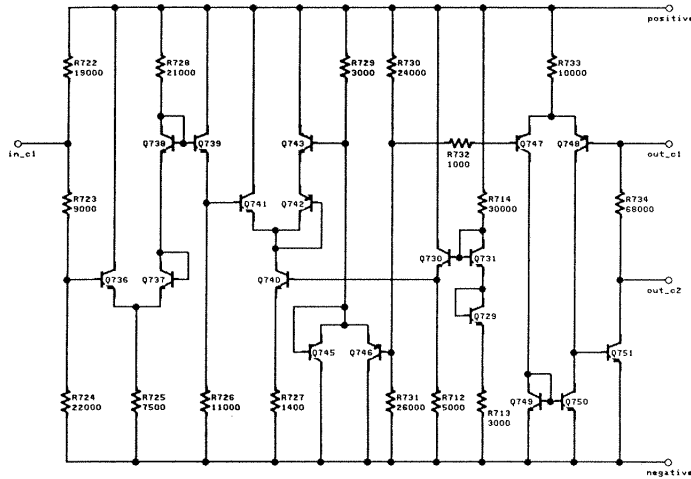 positive
R722
19000
R728
21000
R729
3000
R730
24000
R733
10000
in_c1
Q738
Q739
Q743
R732
1000
Q747
Q748
out_c1
R723
9000
Q741
Q742
R714
30000
R734
68000
Q736
Q737
Q740
Q730
Q731
out_c2
Q729
Q745
Q746
Q751
R724
22000
R725
7500
R726
11000
R727
1400
R731
26000
R712
5000
R713
3000
Q749
Q750
negative